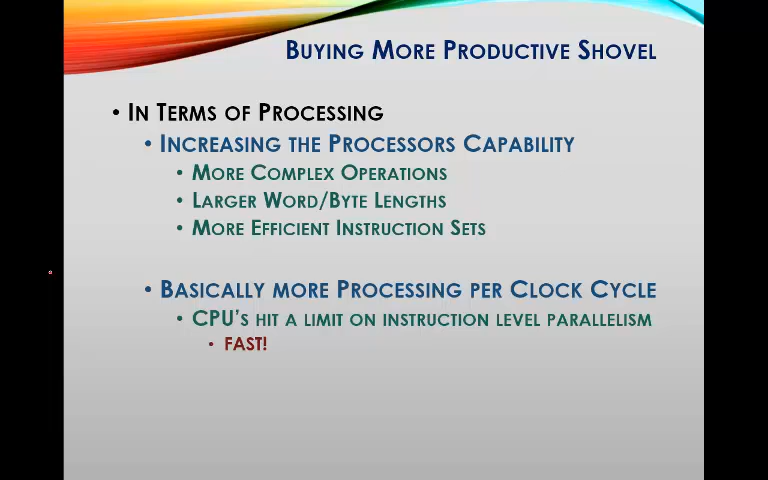 Buying More Productive Shovel
• In Terms of Processing
• Increasing the Processors Capability
• More Complex Operations
• Larger Word/Byte Lengths
• More Efficient Instruction Sets
• Basically more Processing per Clock Cycle
• CPU's hit a limit on instruction level parallelism
• FAST!